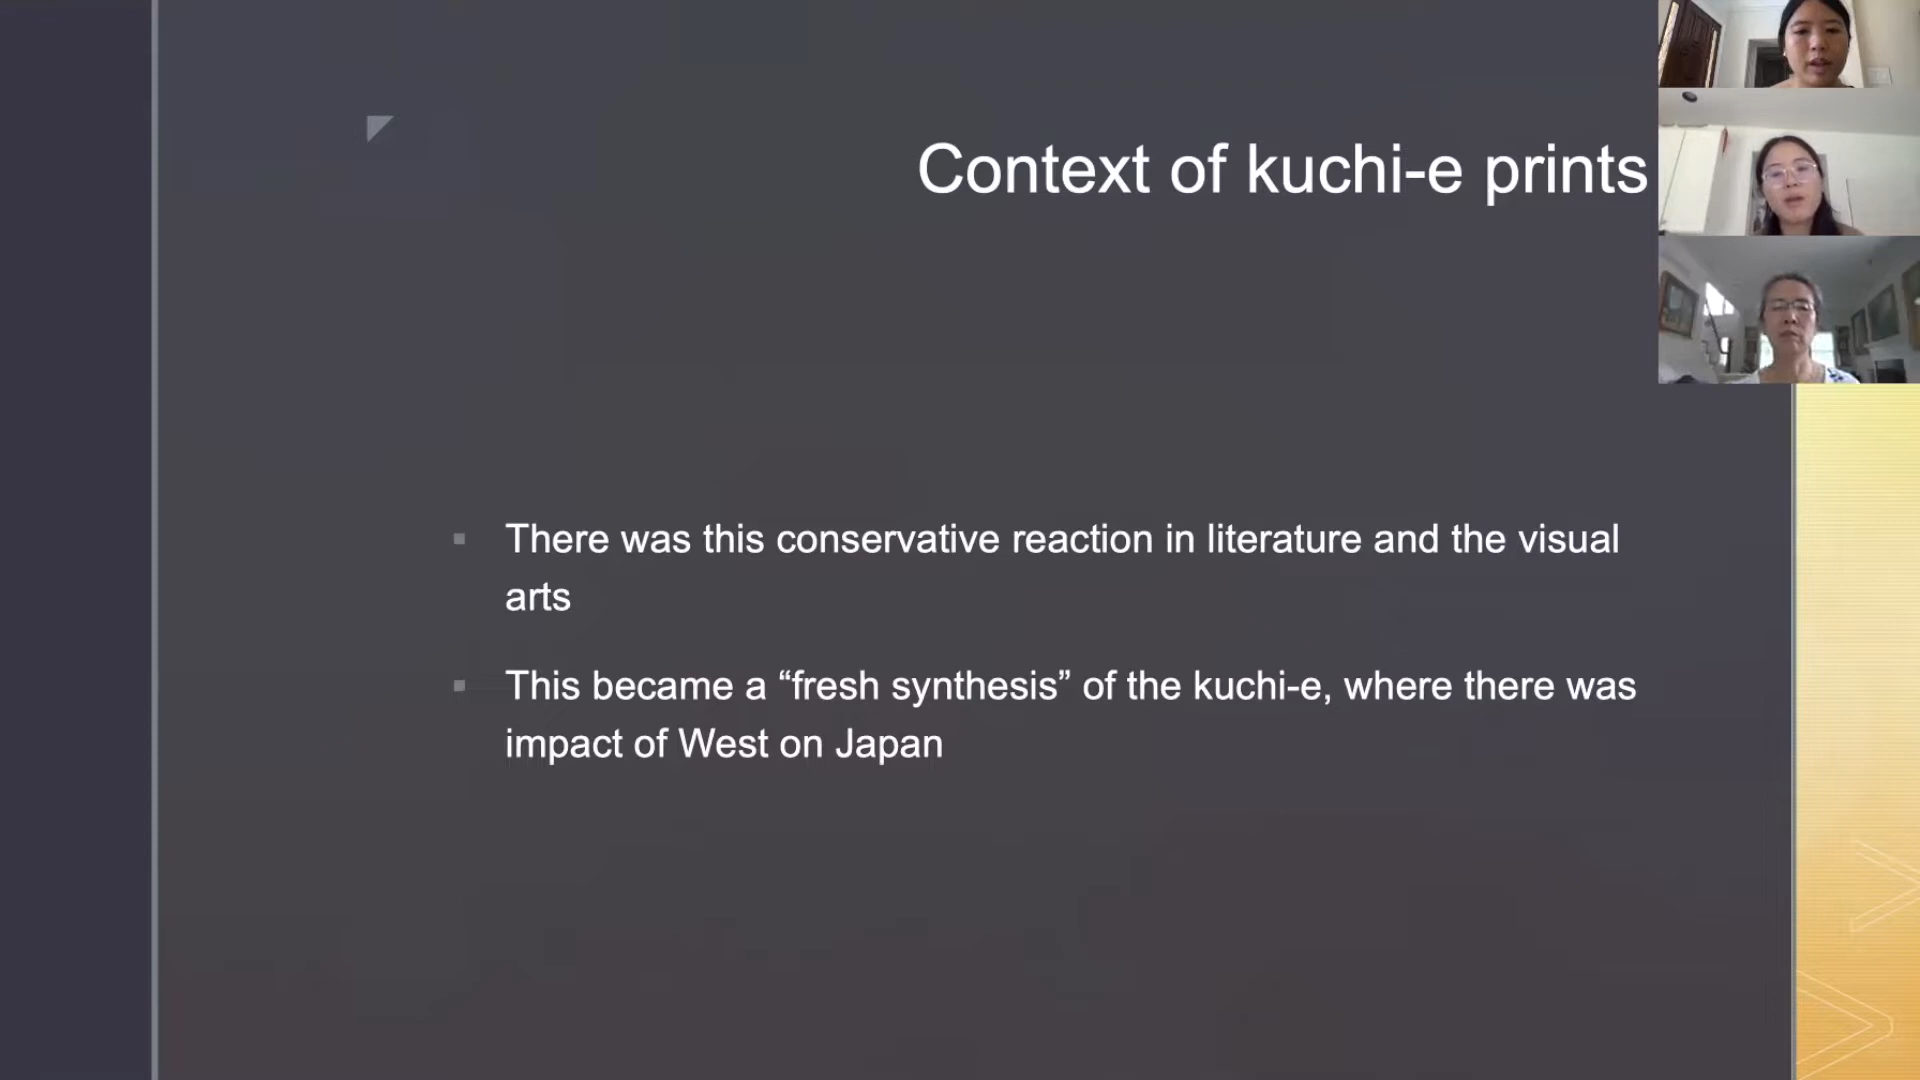 Context of kuchi-e prints
There was this conservative reaction in literature and the visual
arts
This became a “fresh synthesis” of the kuchi-e, where there was
impact of West on Japan